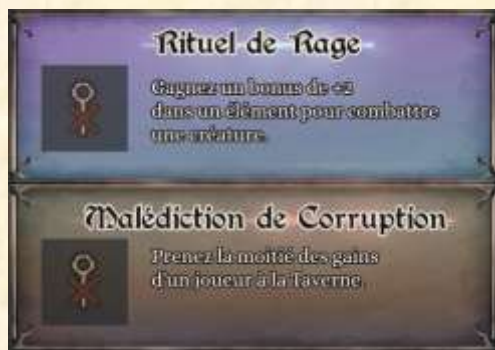 Rituel de Rage
Gagnez un bonus de +2
dans un élément pour combattre
une créature.
Malédiction de Corruption
Prenez la moitié des gains
d'un joueur à la Taverne.